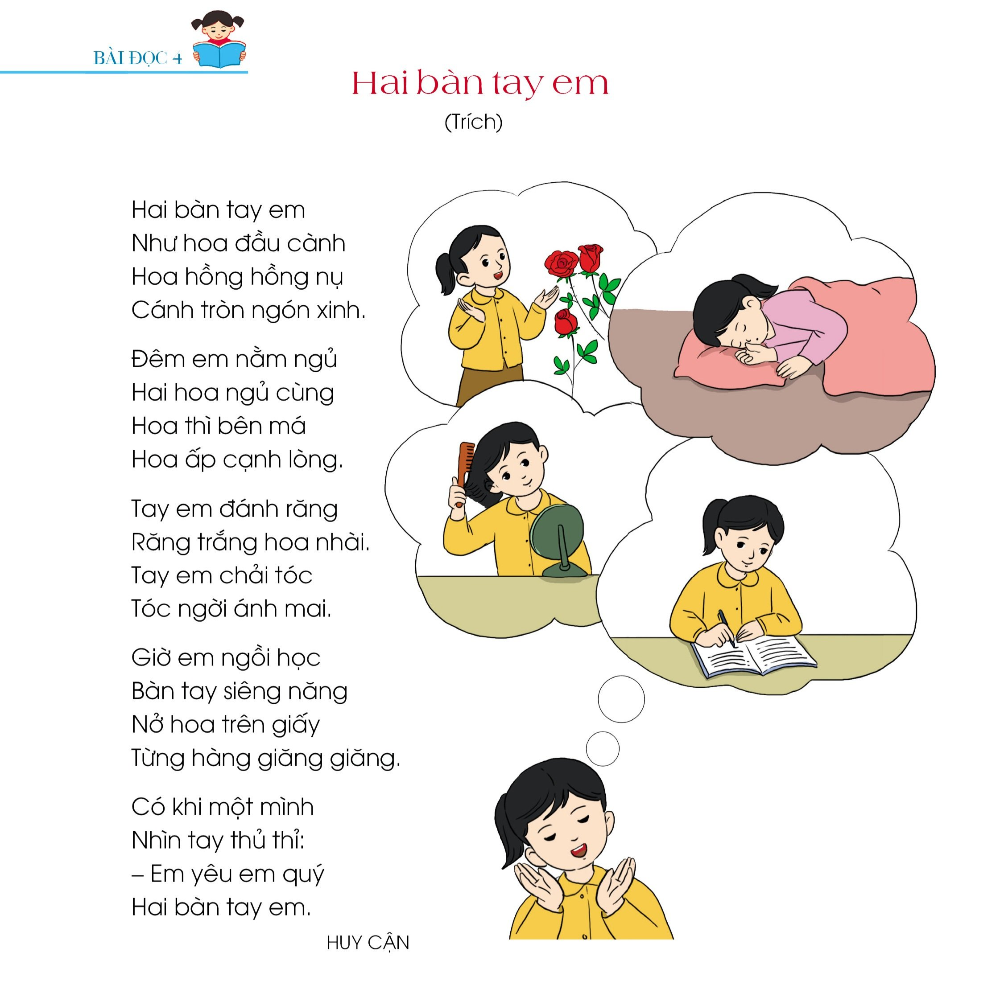 BÀI ĐỌC 4
Hai bàn tay em
(Trích)
Hai bàn tay em
Như hoa đầu cành
Hoa hồng hồng nụ
Cánh tròn ngón xinh.
Đêm em nằm ngủ
Hai hoa ngủ cùng
Hoa thì bên má
Hoa ấp cạnh lòng.
Tay em đánh răng
Răng trắng hoa nhài.
Tay em chải tóc
Tóc ngời ánh mai.
Giờ em ngồi học
Bàn tay siêng năng
Nở hoa trên giấy
Từng hàng giăng giăng.
Có khi một mình
Nhìn tay thủ thỉ:
– Em yêu em quý
Hai bàn tay em.
HUY CẬN